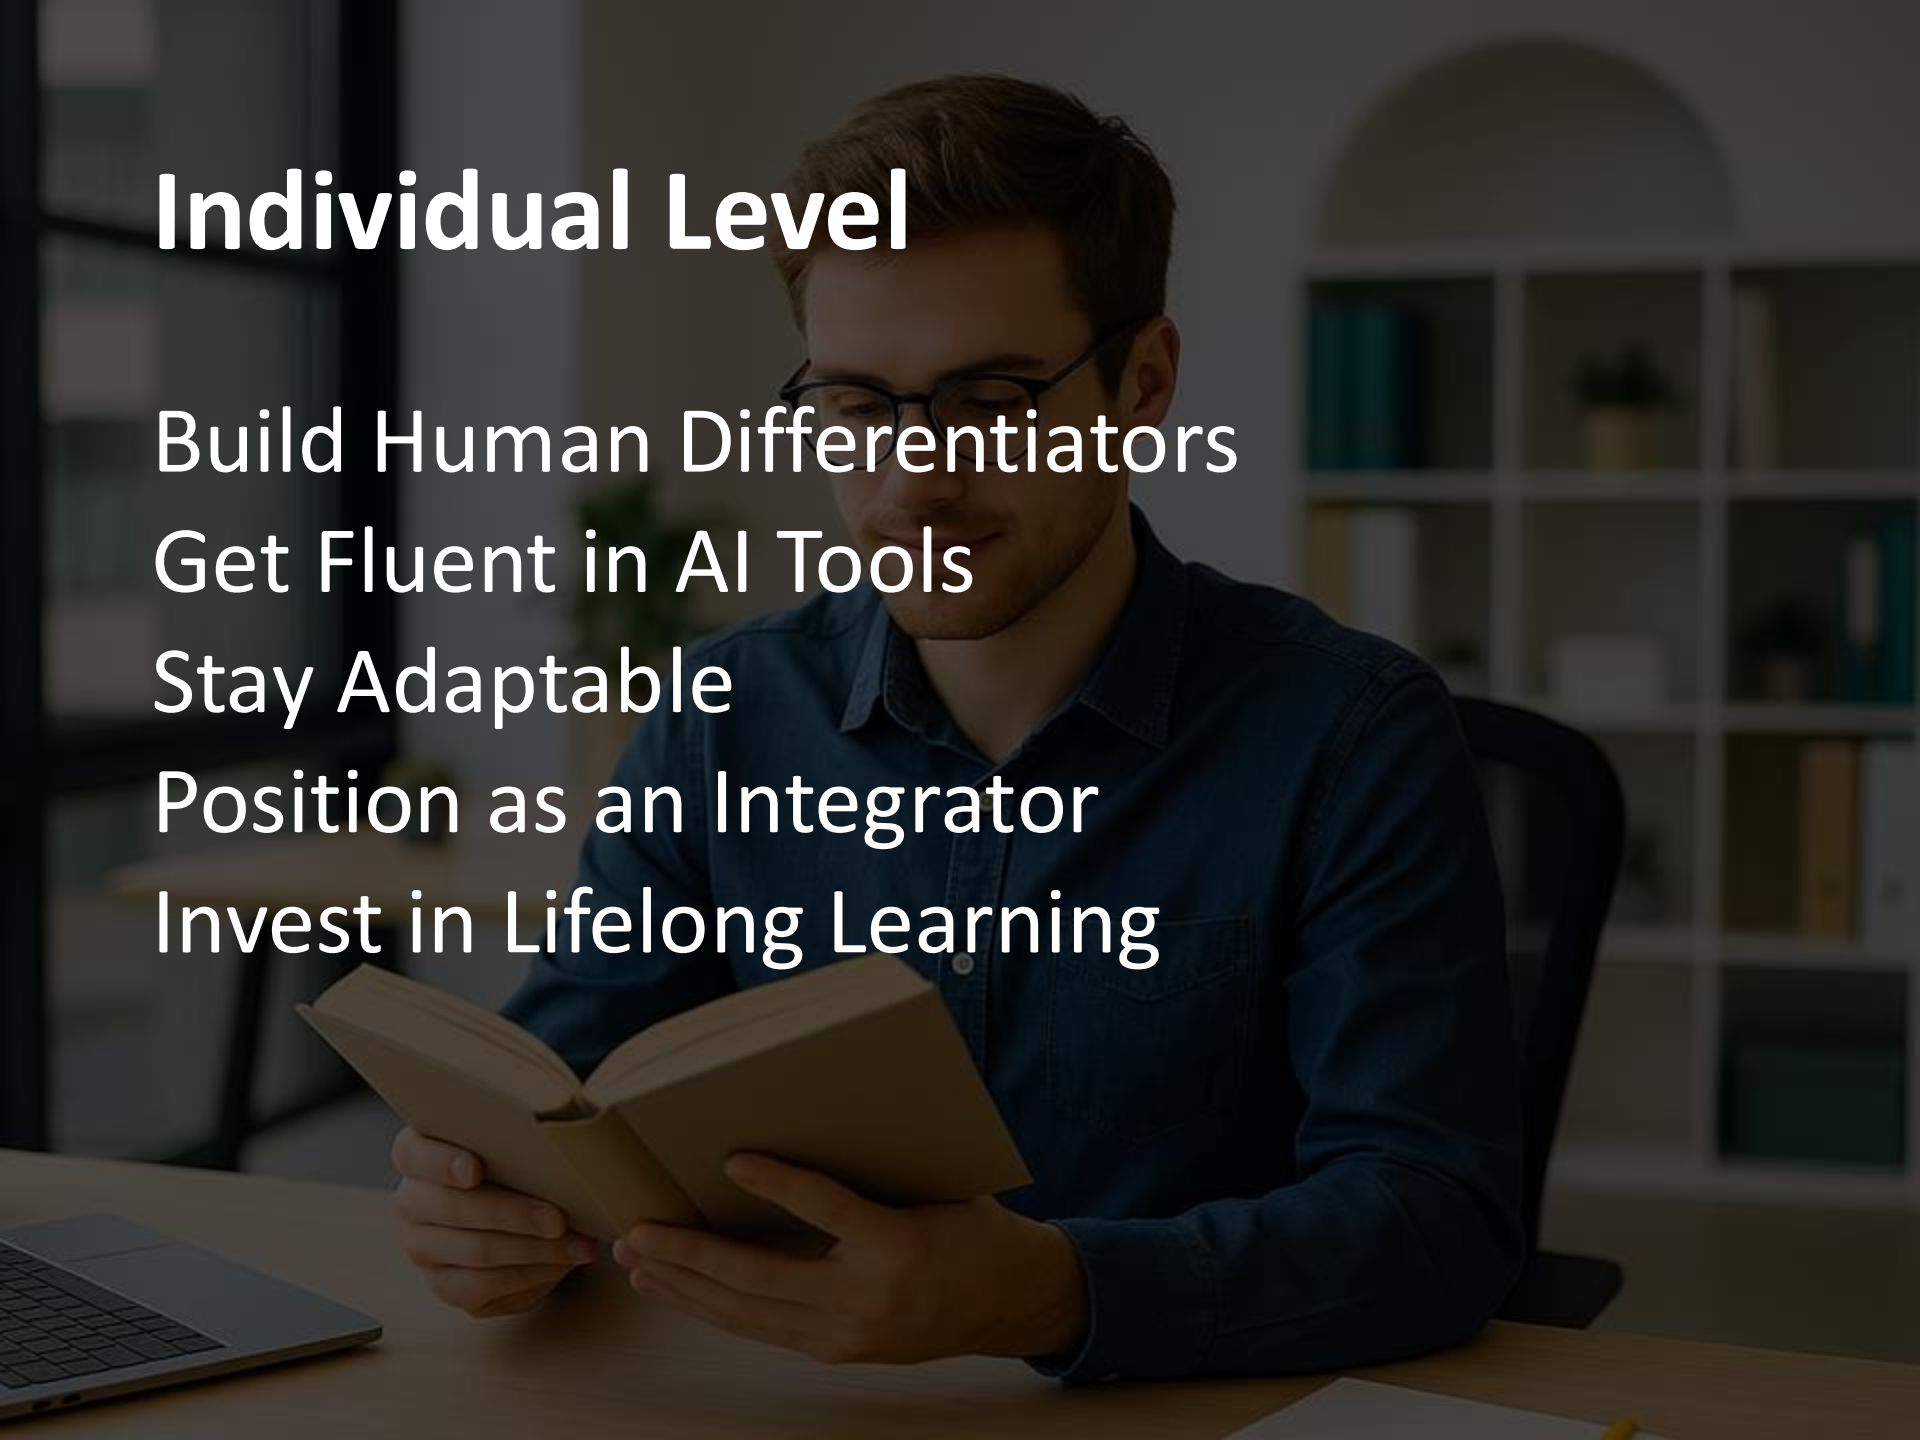 Individual Level
Build Human Differentiators
Get Fluent in AI Tools
Stay Adaptable
Position as an Integrator
Invest in Lifelong Learning